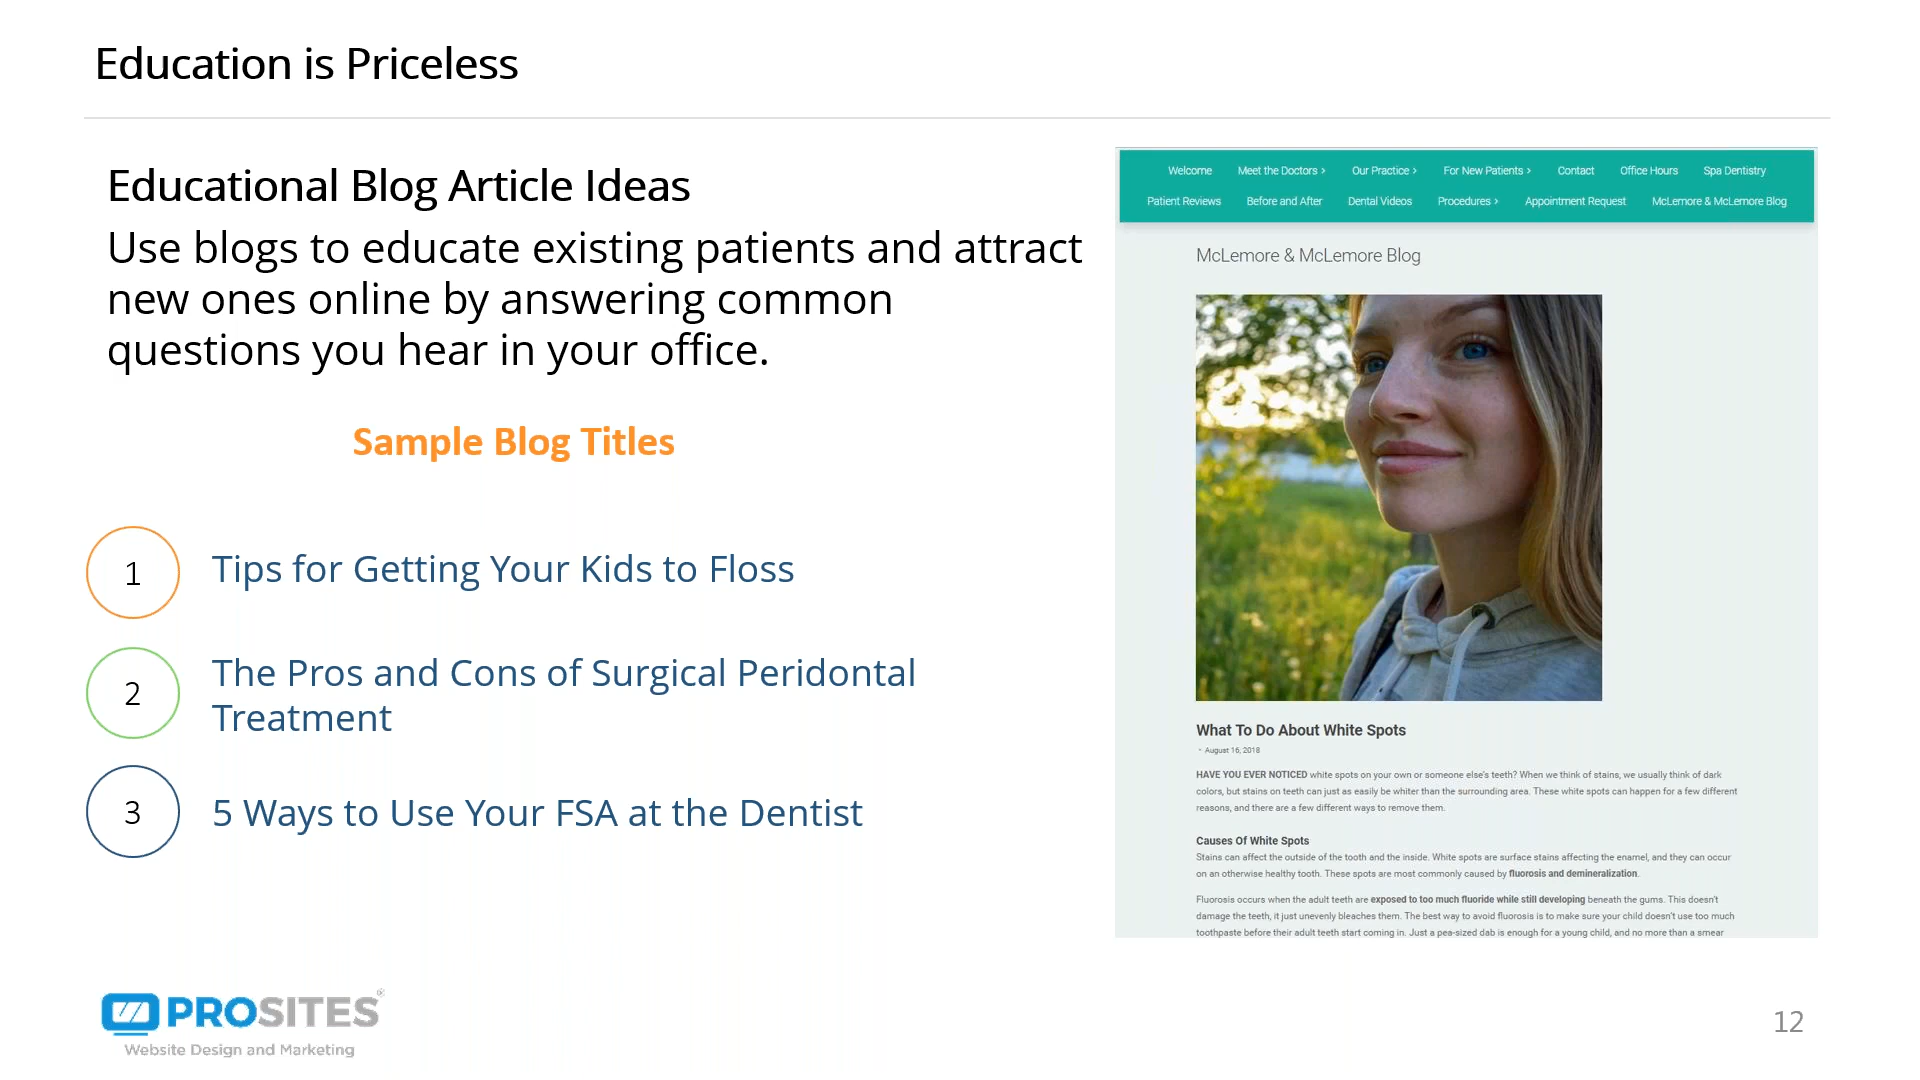 Education is Priceless
Educational Blog Article Ideas
Use blogs to educate existing patients and attract
new ones online by answering common
questions you hear in your office.
Sample Blog Titles
1 Tips for Getting Your Kids to Floss
2 The Pros and Cons of Surgical Peridontal
Treatment
3 5 Ways to Use Your FSA at the Dentist
Welcome Meet the Doctors > Our Practice > For New Patients > Contact Office Hours Spa Dentistry
Patient Reviews Before and After Dental Videos Procedures > Appointment Request McLemore & McLemore Blog
McLemore & McLemore Blog
What To Do About White Spots
• August 16, 2018
HAVE YOU EVER NOTICED white spots on your own or someone else's teeth? When we think of stains, we usually think of dark
colors, but stains on teeth can just as easily be whiter than the surrounding area. These white spots can happen for a few different
reasons, and there are a few different ways to remove them.
Causes Of White Spots
Stains can affect the outside of the tooth and the inside. White spots are surface stains affecting the enamel, and they can occur
on an otherwise healthy tooth. These spots are most commonly caused by fluorosis and demineralization.
Fluorosis occurs when the adult teeth are exposed to too much fluoride while still developing beneath the gums. This doesn't
damage the teeth, it just unevenly bleaches them. The best way to avoid fluorosis is to make sure your child doesn't use too much
toothpaste before their adult teeth start coming in. Just a pea-sized dab is enough for a young child, and no more than a smear
PROSITES®
Website Design and Marketing
12